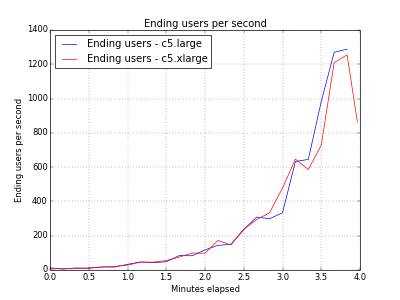 Ending users per second
Ending users - c5.large
Ending users - c5.xlarge
Ending users per second
1400
1200
1000
800
600
400
200
0
0.0 0.5 1.0 1.5 2.0 2.5 3.0 3.5 4.0
Minutes elapsed